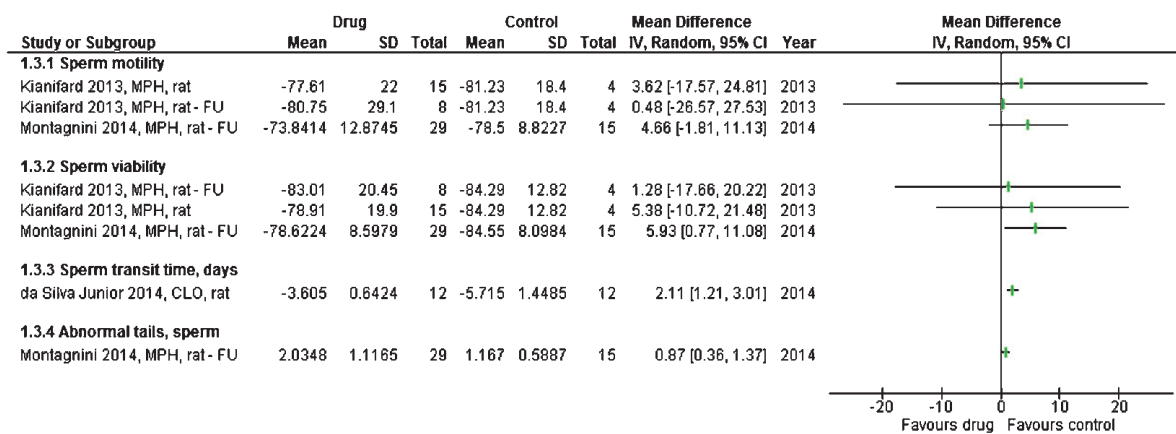 Drug Control Mean Difference Mean Difference
Study or Subgroup Mean SD Total Mean SD Total IV, Random, 95% CI Year IV, Random, 95% CI
1.3.1 Sperm motility
Kianifard 2013, MPH, rat -77.61 22 15 -81.23 18.4 4 3.62 [-17.57, 24.81] 2013
Kianifard 2013, MPH, rat - FU -80.75 29.1 8 -81.23 18.4 4 0.48 [-26.57, 27.53] 2013
Montagnini 2014, MPH, rat - FU -73.8414 12.8745 29 -78.5 8.8227 15 4.66 [-1.81, 11.13] 2014
1.3.2 Sperm viability
Kianifard 2013, MPH, rat - FU -83.01 20.45 8 -84.29 12.82 4 1.28 [-17.66, 20.22] 2013
Kianifard 2013, MPH, rat -78.91 19.9 15 -84.29 12.82 4 5.38 [-10.72, 21.48] 2013
Montagnini 2014, MPH, rat - FU -78.6224 8.5979 29 -84.55 8.0984 15 5.93 [0.77, 11.08] 2014
1.3.3 Sperm transit time, days
da Silva Junior 2014, CLO, rat -3.605 0.6424 12 -5.715 1.4485 12 2.11 [1.21, 3.01] 2014
1.3.4 Abnormal tails, sperm
Montagnini 2014, MPH, rat - FU 2.0348 1.1165 29 1.167 0.5887 15 0.87 [0.36, 1.37] 2014
-20 -10 0 10 20
Favours drug Favours control